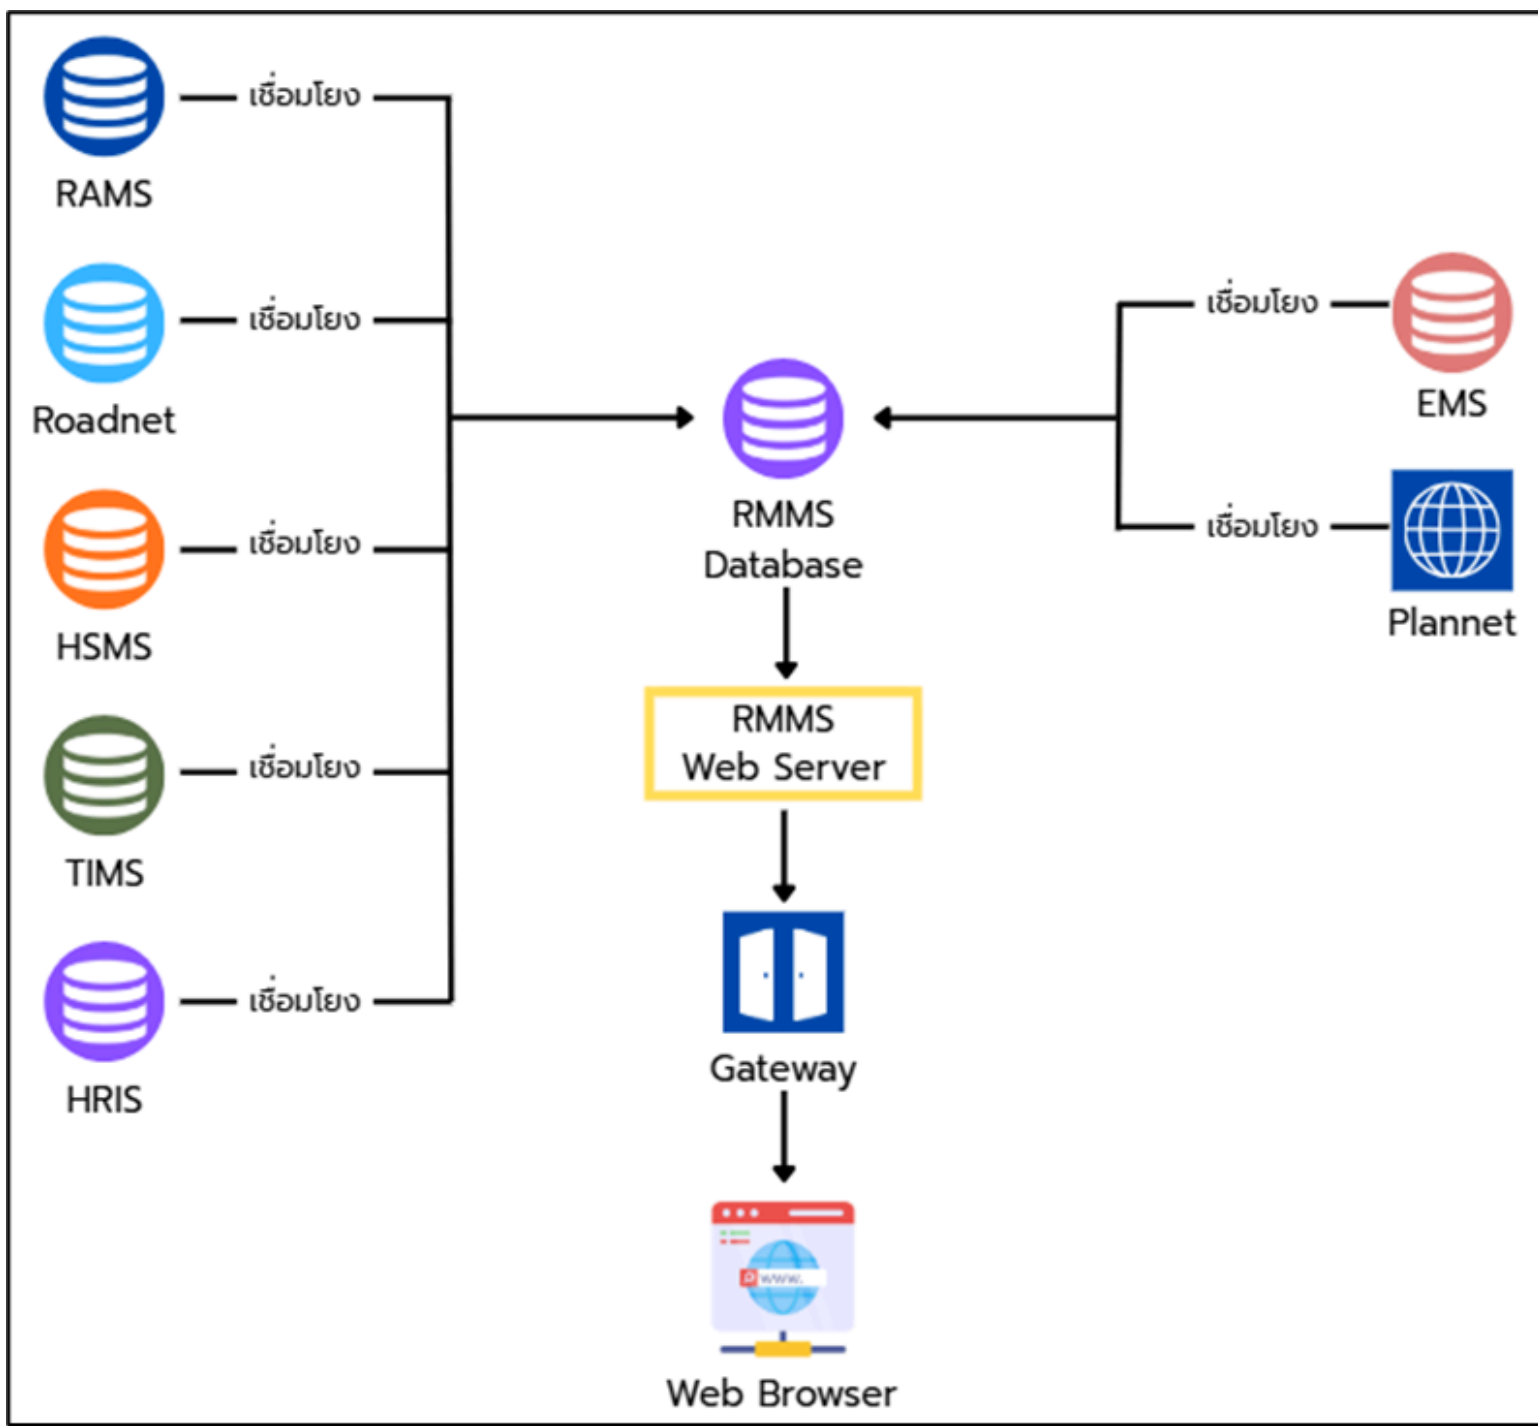 เชื่อมโยง
RAMS
เชื่อมโยง
Roadnet
เชื่อมโยง
HSMS
เชื่อมโยง
TIMS
เชื่อมโยง
HRIS
RMMS
Database
RMMS
Web Server
Gateway
www.
Web Browser
เชื่อมโยง
EMS
เชื่อมโยง
Plannet